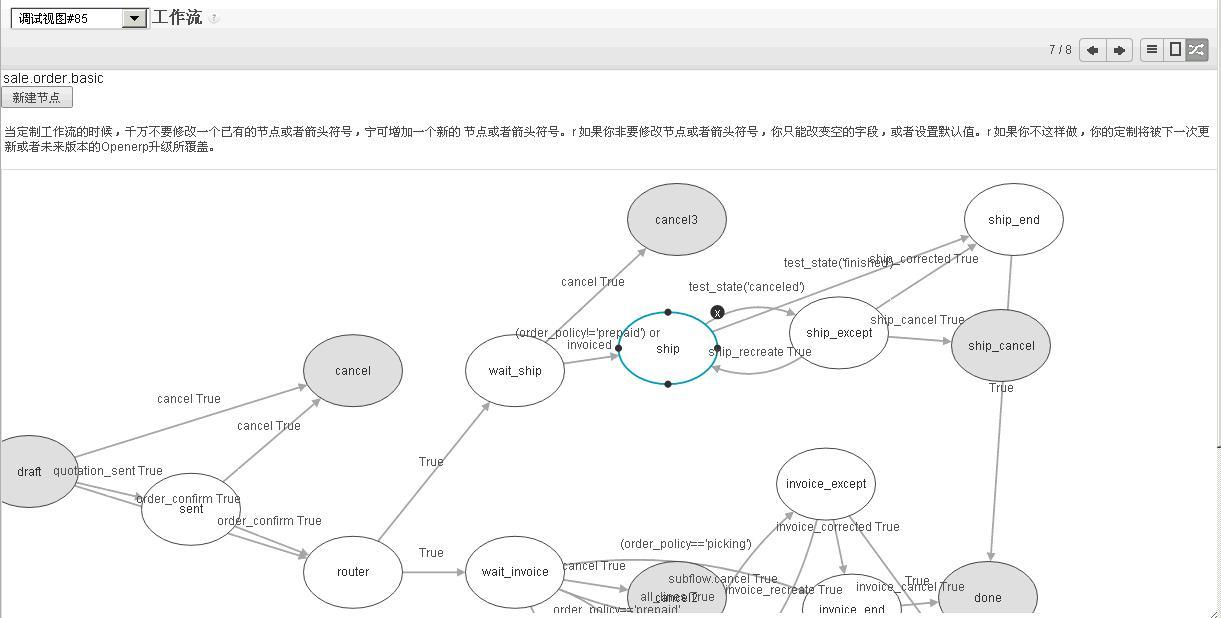 调试视图#85
工作流 ?
7 / 8
sale.order.basic
新建节点
当定制工作流的时候，千万不要修改一个已有的节点或者箭头符号，宁可增加一个新的 节点或者箭头符号。r 如果你非要修改节点或者箭头符号，你只能改变空的字段，或者设置默认值。r 如果你不这样做，你的定制将被下一次更
新或者未来版本的Openerp升级所覆盖。
cancel3
ship_end
test_state('finished')
ship_corrected True
cancel True
test_state('canceled')
x
ship_cancel True
(order_policy!='prepaid') or
invoiced
ship
ship_except
ship_recreate True
ship_cancel
cancel
wait_ship
True
cancel True
cancel True
True
draft
quotation_sent True
order_confirm True
sent
order_confirm True
invoice_except
invoice_corrected True
(order_policy=='picking')
True
router
wait_invoice
cancel True
subflow.cancel True
True
invoice_recreate True
invoice_cancel True
all_lines True
cancel2
done
order_policy=='prepaid'
invoice_end